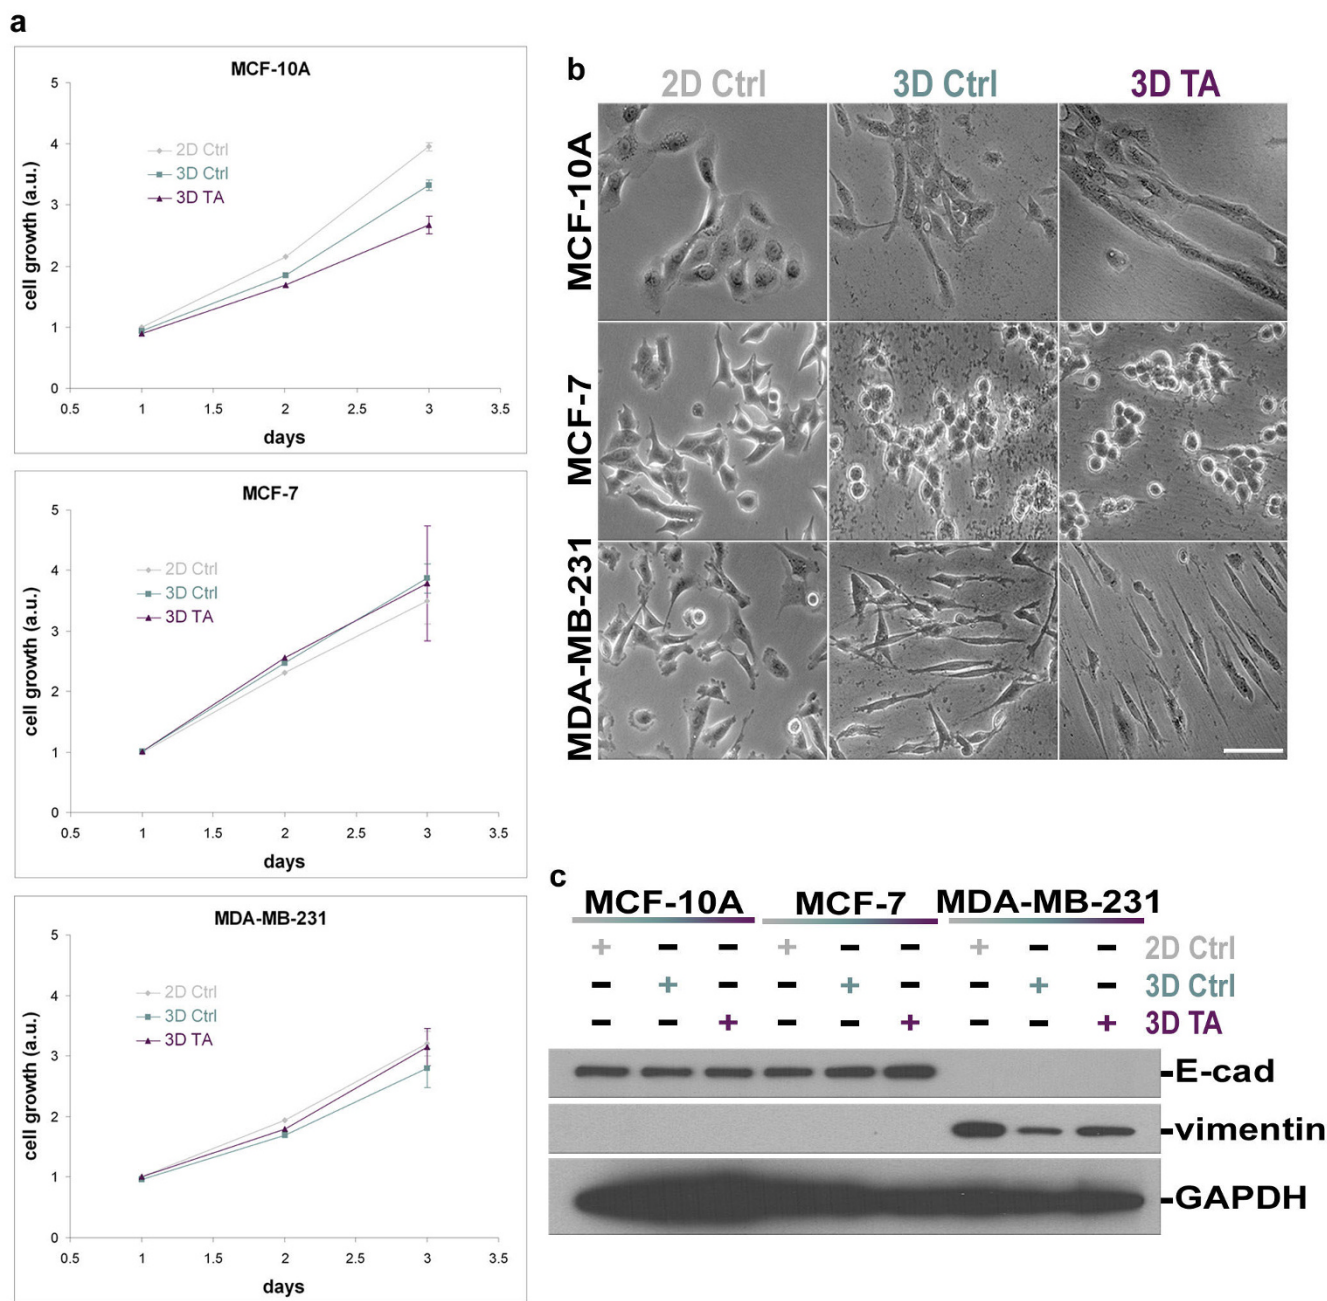 a
MCF-10A
5
4
3
2
1
0
cell growth (a.u.)
2D Ctrl
3D Ctrl
3D TA
0.5 1 1.5 2 2.5 3 3.5
days
MCF-7
5
4
3
2
1
0
cell growth (a.u.)
2D Ctrl
3D Ctrl
3D TA
0.5 1 1.5 2 2.5 3 3.5
days
MDA-MB-231
5
4
3
2
1
0
cell growth (a.u.)
2D Ctrl
3D Ctrl
3D TA
0.5 1 1.5 2 2.5 3 3.5
days
b
2D Ctrl 3D Ctrl 3D TA
MCF-10A
MCF-7
MDA-MB-231
c
MCF-10A MCF-7 MDA-MB-231
+ - - + - - + - - 2D Ctrl
- + - - + - - + - 3D Ctrl
- - + - - + - - + 3D TA
-E-cad
-vimentin
-GAPDH